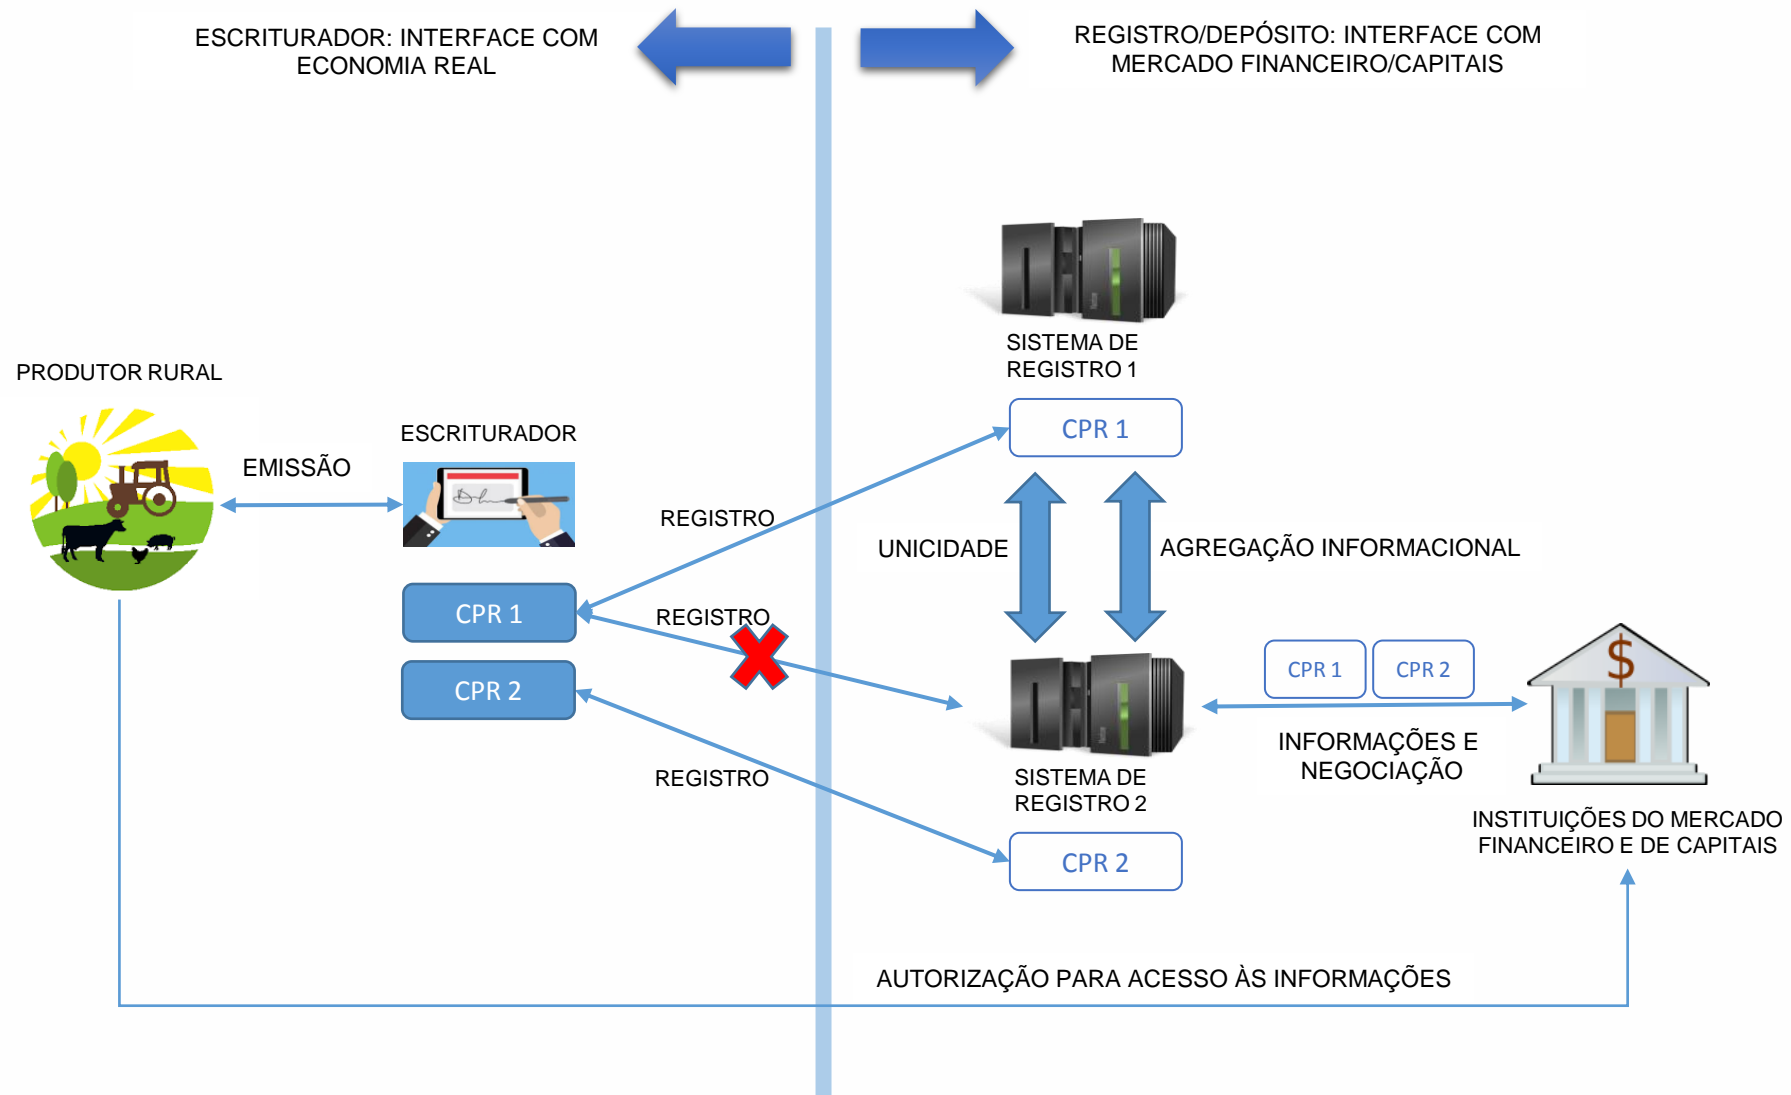 ESCRITURADOR: INTERFACE COM
ECONOMIA REAL
REGISTRO/DEPÓSITO: INTERFACE COM
MERCADO FINANCEIRO/CAPITAIS
SISTEMA DE
REGISTRO 1
PRODUTOR RURAL
CPR 1
ESCRITURADOR
EMISSÃO
REGISTRO
UNICIDADE
AGREGAÇÃO INFORMACIONAL
CPR 1
REGISTRO
CPR 2
CPR 1
CPR 2
INFORMAÇÕES E
NEGOCIAÇÃO
REGISTRO
SISTEMA DE
REGISTRO 2
INSTITUIÇÕES DO MERCADO
FINANCEIRO E DE CAPITAIS
CPR 2
AUTORIZAÇÃO PARA ACESSO ÀS INFORMAÇÕES